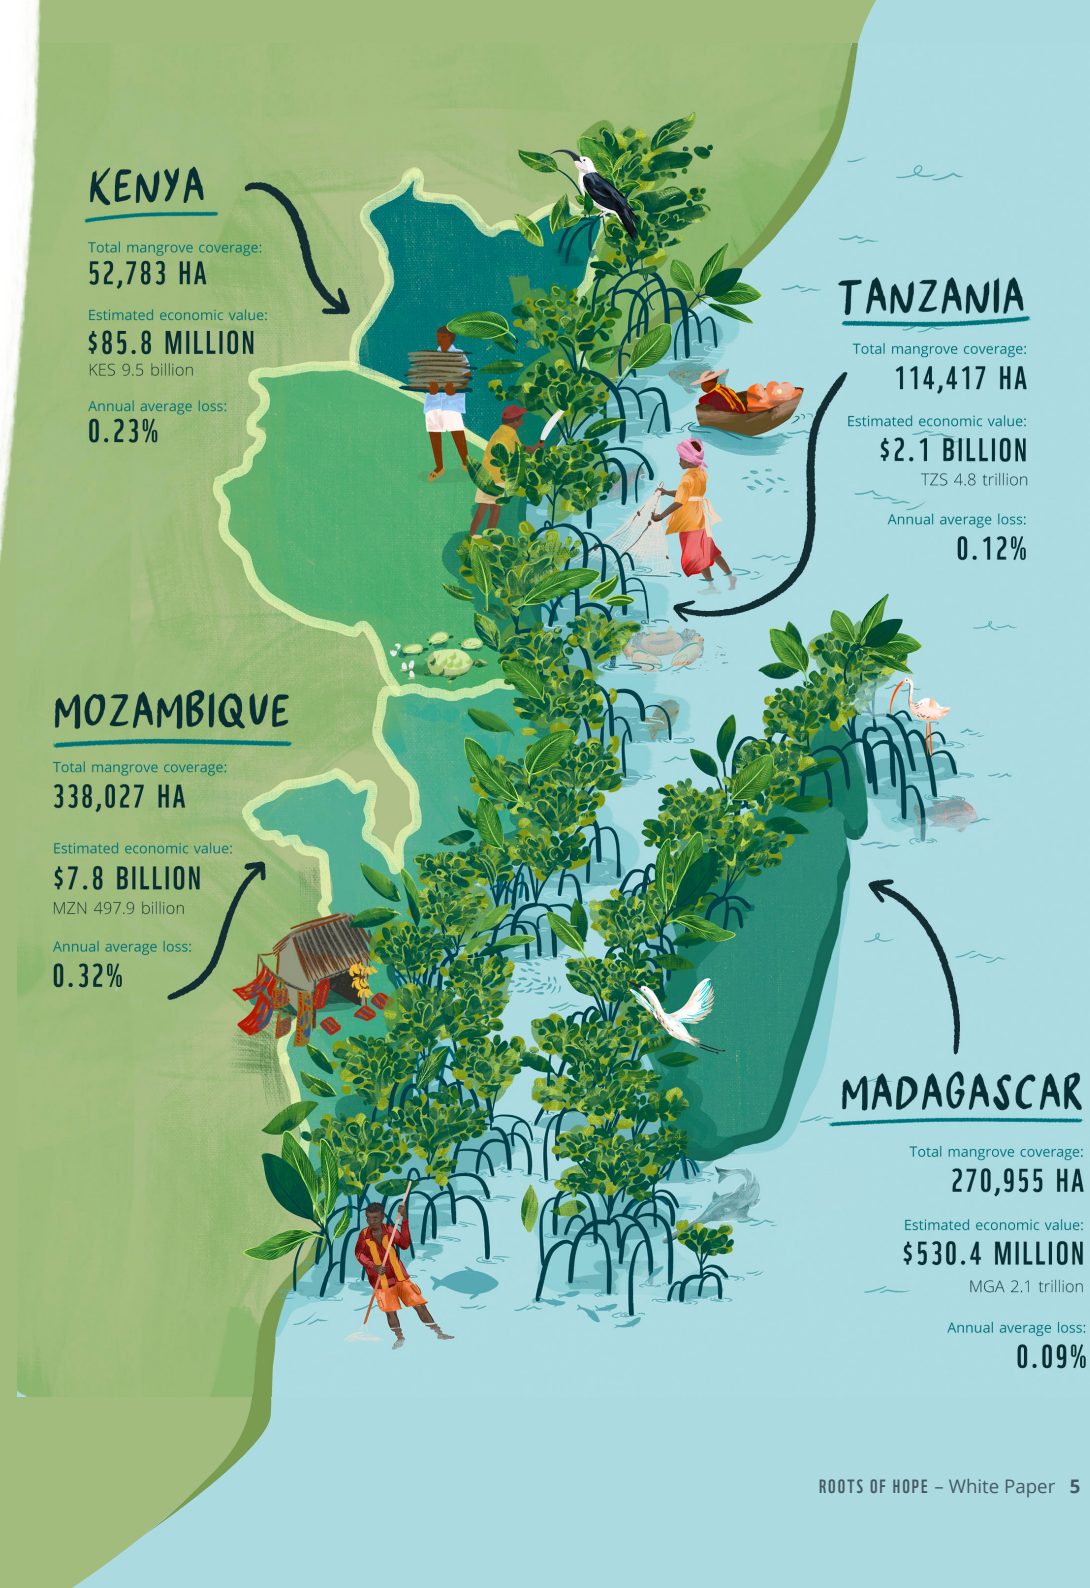 KENYA
Total mangrove coverage:
52,783 HA
Estimated economic value:
$85.8 MILLION
KES 9.5 billion
Annual average loss:
0.23%
TANZANIA
Total mangrove coverage:
114,417 HA
Estimated economic value:
$2.1 BILLION
TZS 4.8 trillion
Annual average loss:
0.12%
MOZAMBIQUE
Total mangrove coverage:
338,027 HA
Estimated economic value:
$7.8 BILLION
MZN 497.9 billion
Annual average loss:
0.32%
MADAGASCAR
Total mangrove coverage:
270,955 HA
Estimated economic value:
$530.4 MILLION
MGA 2.1 trillion
Annual average loss:
0.09%
ROOTS OF HOPE – White Paper 5